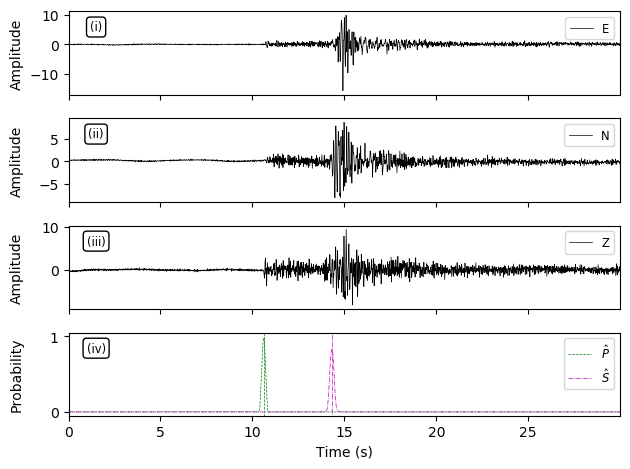 (i)
E
Amplitude
10
0
−10
(ii)
N
Amplitude
5
0
−5
(iii)
Z
Amplitude
10
0
(iv)
P̂
Ŝ
Probability
1
0
0 5 10 15 20 25
Time (s)